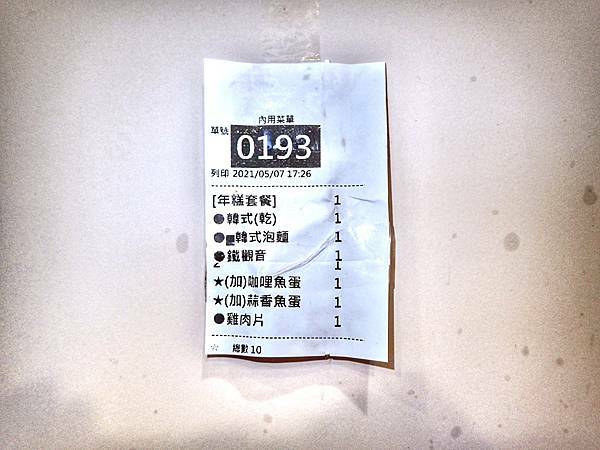 內用菜單
單號 0193
列印 2021/05/07 17:26
[年糕套餐] 1
●韓式(乾) 1
●韓式泡麵 1
●鐵觀音 1
1
★(加)咖哩魚蛋 1
★(加)蒜香魚蛋 1
●雞肉片 1
☆ 總數 10